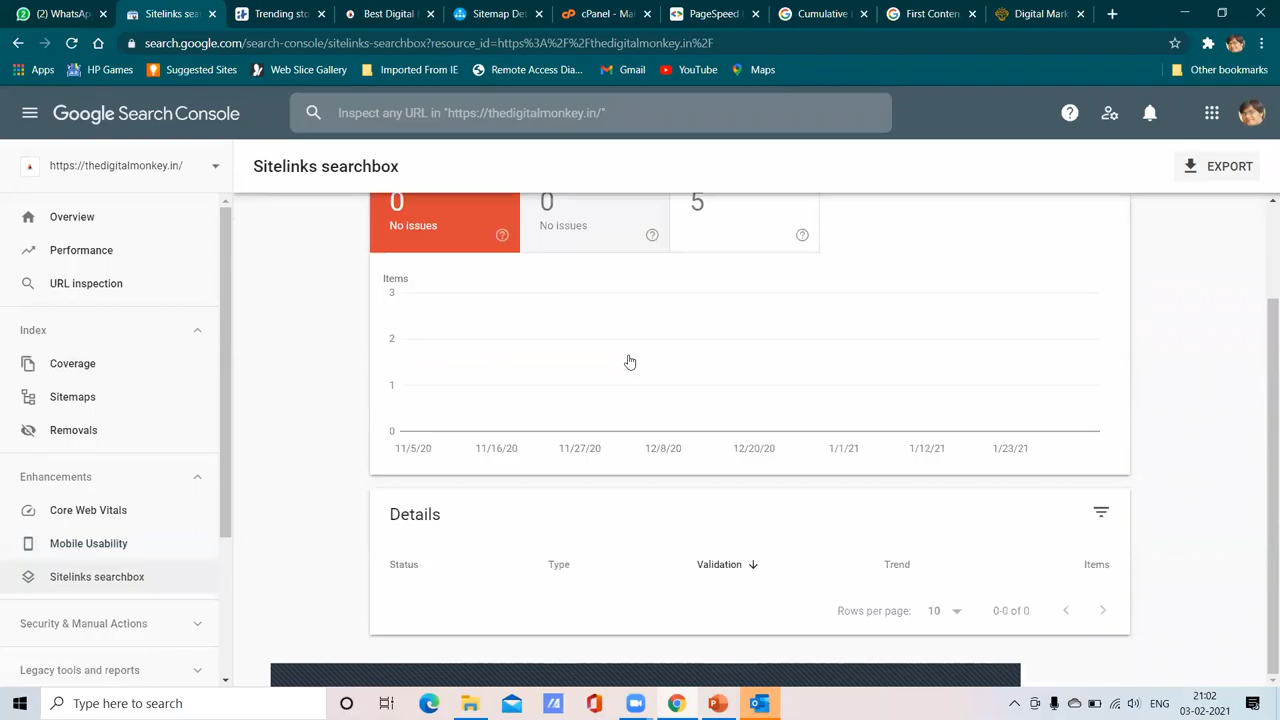 (2) WhatsA
Sitelinks sear
Trending sto
Sitemap De
cPanel - Mai
PageSpeed I
Cumulative
First Conten
Digital Mark
search.google.com/search-console/sitelinks-searchbox?resource_id=https%3A%2F%2Fthedigitalmonkey.in%2F
Apps
HP Games
Suggested Sites
Web Slice Gallery
Imported From IE
Remote Access Dia...
Gmail
YouTube
Maps
Other bookmarks
Google Search Console
Inspect any URL in "https://thedigitalmonkey.in/"
https://thedigitalmonkey.in/
Sitelinks searchbox
EXPORT
Overview
Performance
URL inspection
Index
Coverage
Sitemaps
Removals
Enhancements
Core Web Vitals
Mobile Usability
Sitelinks searchbox
Security & Manual Actions
Legacy tools and reports
0
No issues
0
No issues
5
Items
3
2
1
0
11/5/20 11/16/20 11/27/20 12/8/20 12/20/20 1/1/21 1/12/21 1/23/21
Details
Status Type Validation Trend Items
Rows per page: 10 0-0 of 0
Type here to search
ENG
21:02
03-02-2021